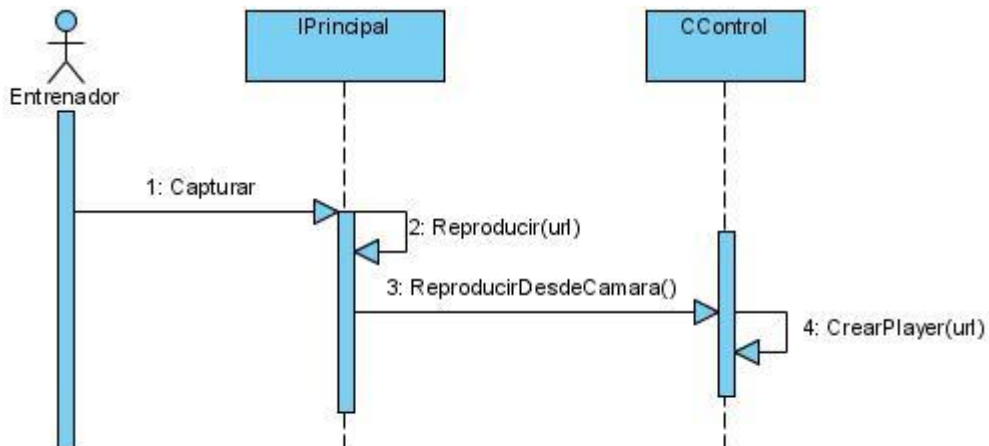 IPrincipal
CControl
Entrenador
1: Capturar
2: Reproducir(url)
3: ReproducirDesdeCamara()
4: CrearPlayer(url)